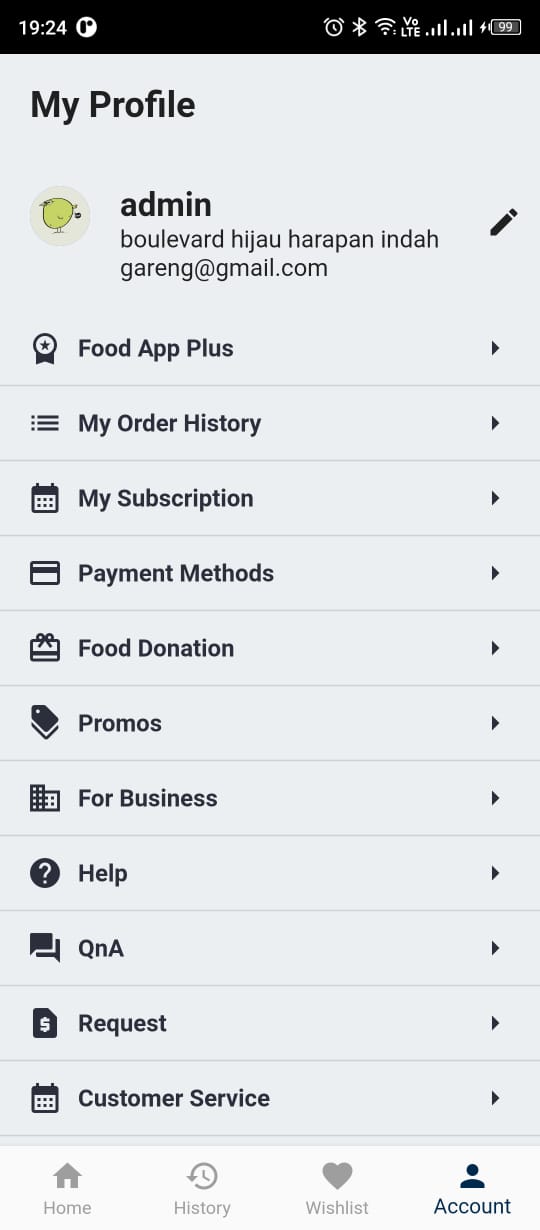 19:24
Vo
LTE
99
My Profile
admin
boulevard hijau harapan indah
gareng@gmail.com
Food App Plus
My Order History
My Subscription
Payment Methods
Food Donation
Promos
For Business
Help
QnA
Request
Customer Service
Home
History
Wishlist
Account